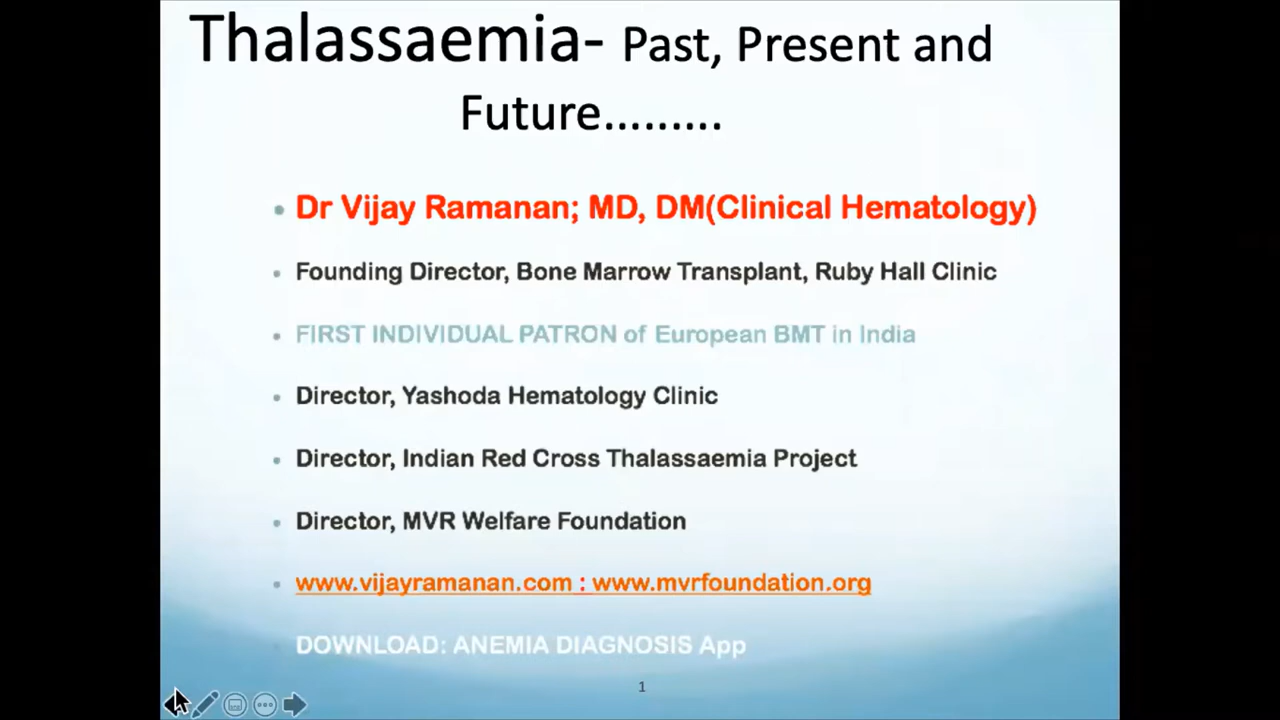 Thalassaemia- Past, Present and
Future.........
• Dr Vijay Ramanan; MD, DM(Clinical Hematology)
• Founding Director, Bone Marrow Transplant, Ruby Hall Clinic
• FIRST INDIVIDUAL PATRON of European BMT in India
• Director, Yashoda Hematology Clinic
• Director, Indian Red Cross Thalassaemia Project
• Director, MVR Welfare Foundation
• www.vijayramanan.com : www.mvrfoundation.org
• DOWNLOAD: ANEMIA DIAGNOSIS App
1